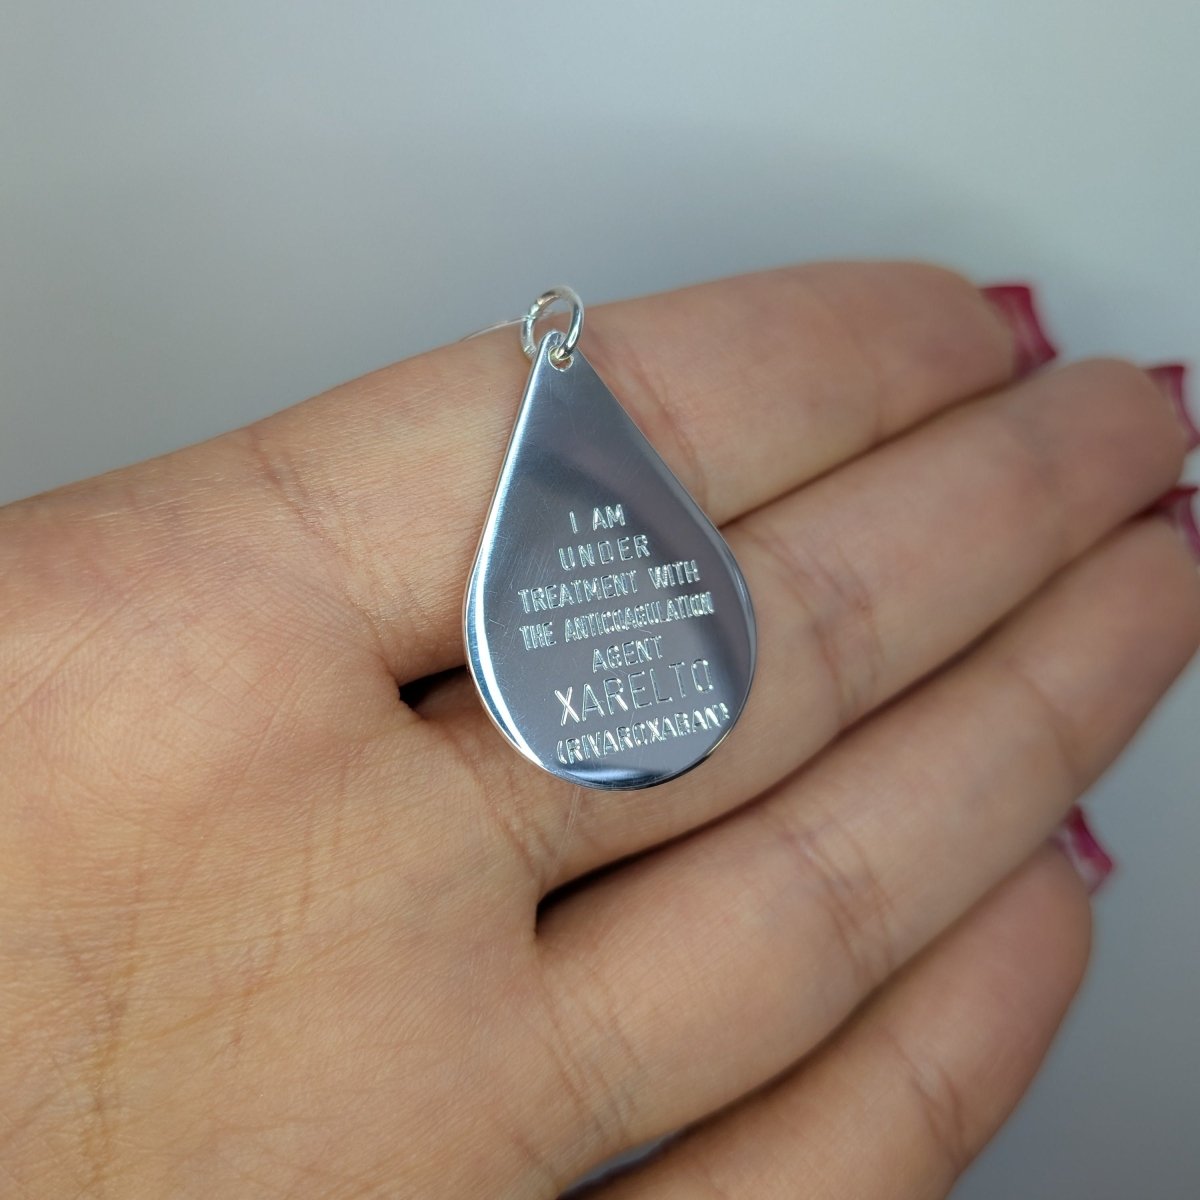 I AM
UNDER
TREATMENT WITH
THE ANTICOAGULATION
AGENT
XARELTO
(RIVAROXABAN)